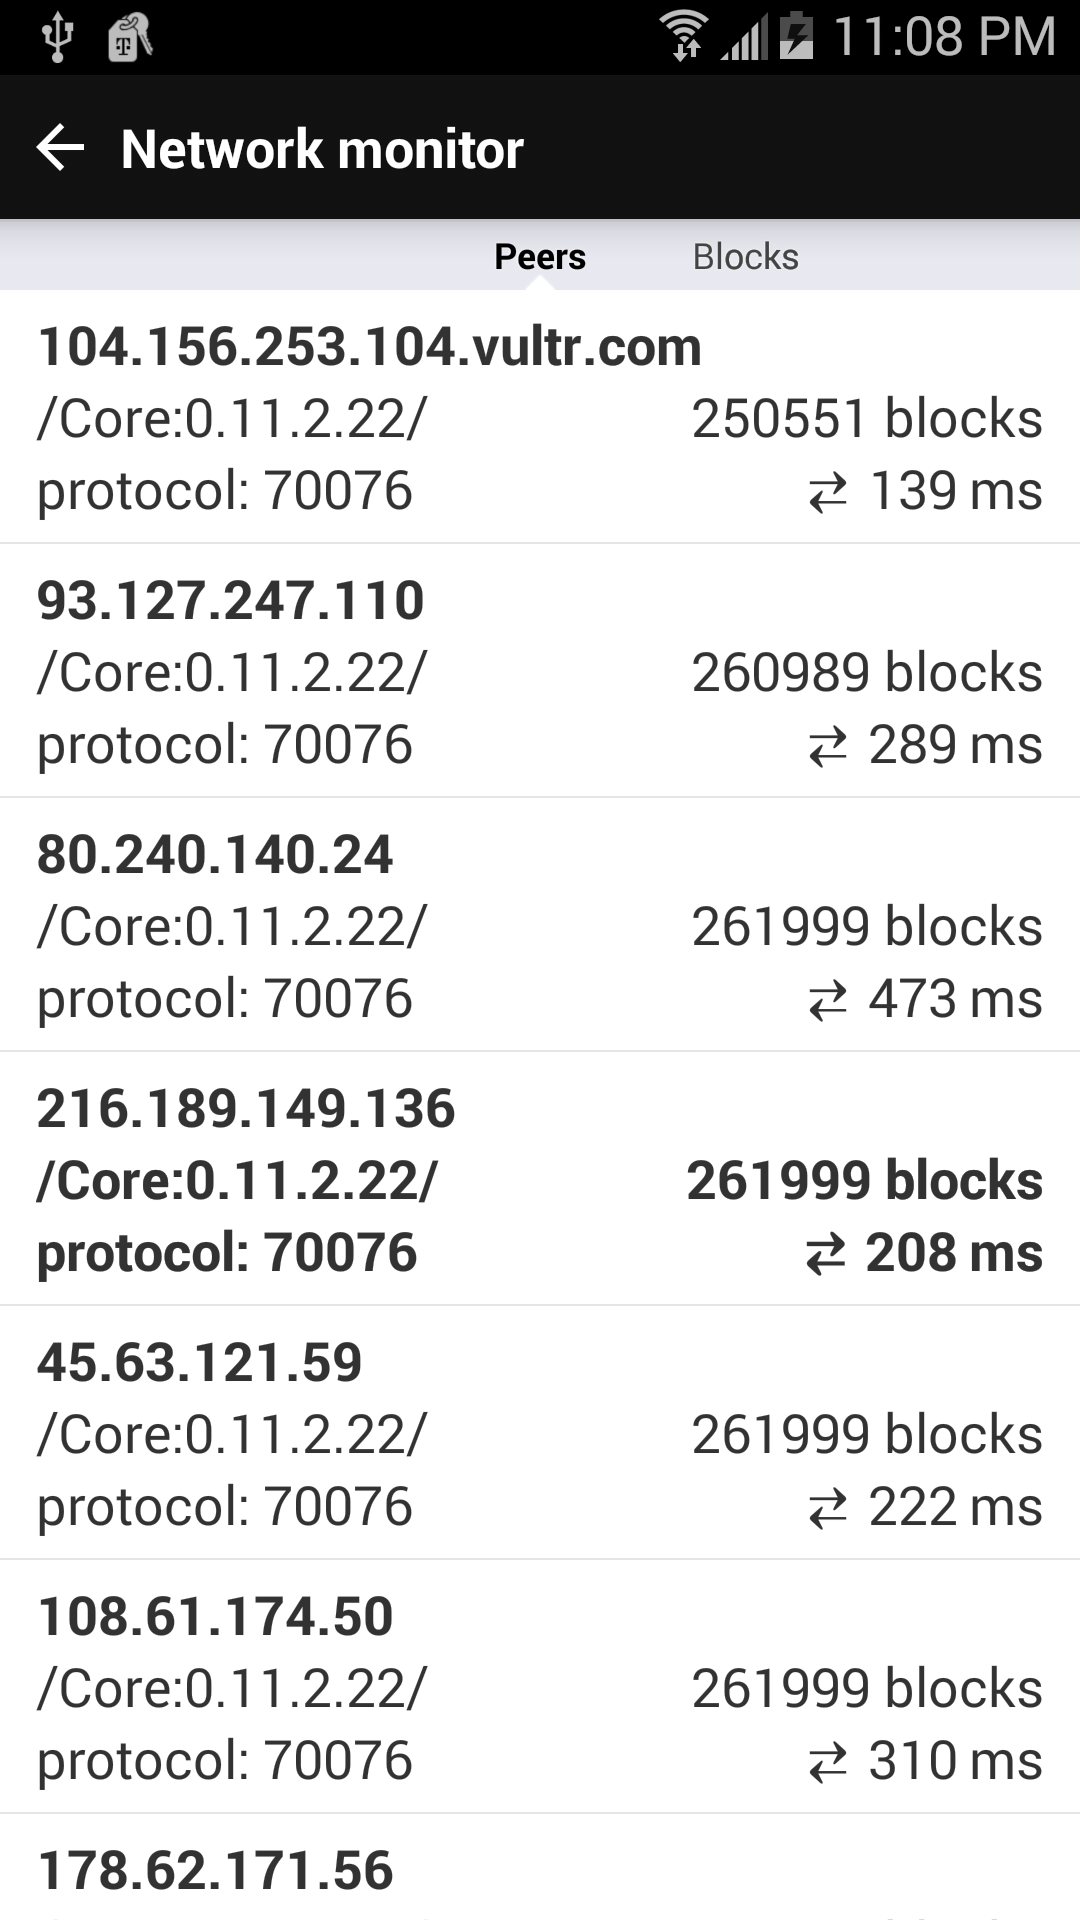 11:08 PM
Network monitor
Peers Blocks
104.156.253.104.vultr.com
/Core:0.11.2.22/ 250551 blocks
protocol: 70076 ⇄ 139 ms
93.127.247.110
/Core:0.11.2.22/ 260989 blocks
protocol: 70076 ⇄ 289 ms
80.240.140.24
/Core:0.11.2.22/ 261999 blocks
protocol: 70076 ⇄ 473 ms
216.189.149.136
/Core:0.11.2.22/ 261999 blocks
protocol: 70076 ⇄ 208 ms
45.63.121.59
/Core:0.11.2.22/ 261999 blocks
protocol: 70076 ⇄ 222 ms
108.61.174.50
/Core:0.11.2.22/ 261999 blocks
protocol: 70076 ⇄ 310 ms
178.62.171.56